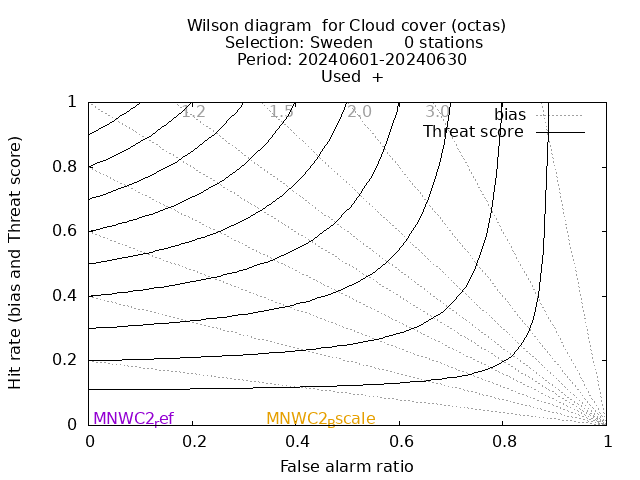 Wilson diagram  for Cloud cover (octas)
Selection: Sweden      0 stations
Period: 20240601-20240630
Used  +
1.2 1.5 2.0 3.0
bias
Threat score
1
0.8
0.6
0.4
0.2
0
Hit rate (bias and Threat score)
MNWC2ref MNWC2Bscale
0 0.2 0.4 0.6 0.8 1
False alarm ratio